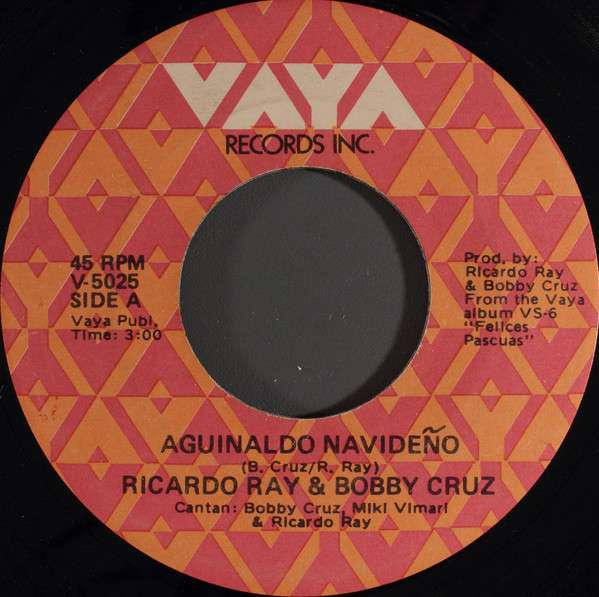 VAYA
RECORDS INC.
45 RPM
V-5025
SIDE A
Vaya Publ.
Time: 3:00
Prod. by:
Ricardo Ray
& Bobby Cruz
From the Vaya
album VS-6
"Felices
Pascuas"
AGUINALDO NAVIDEÑO
(B. Cruz/R. Ray)
RICARDO RAY & BOBBY CRUZ
Cantan: Bobby Cruz, Miki Vimari
& Ricardo Ray